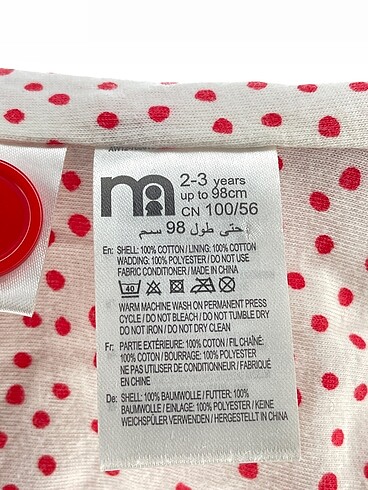 2-3 years
up to 98cm
CN 100/56
حتى طول 98 سم
En: SHELL: 100% COTTON / LINING: 100% COTTON
WADDING: 100% POLYESTER / DO NOT USE
FABRIC CONDITIONER / MADE IN CHINA
40
WARM MACHINE WASH ON PERMANENT PRESS
CYCLE / DO NOT BLEACH / DO NOT TUMBLE DRY
DO NOT IRON / DO NOT DRY CLEAN
Fr: PARTIE EXTÉRIEURE: 100% COTON / FIL CHAÎNÉ:
100% COTON / BOURRAGE: 100% POLYESTER
NE PAS UTILISER DE CONDITIONNEUR / FABRIQUÉ
EN CHINE
De: SHELL: 100% BAUMWOLLE / FUTTER: 100%
BAUMWOLLE / EINLAGE: 100% POLYESTER / KEINE
WEICHSPÜLER VERWENDEN / HERGESTELLT IN CHINA